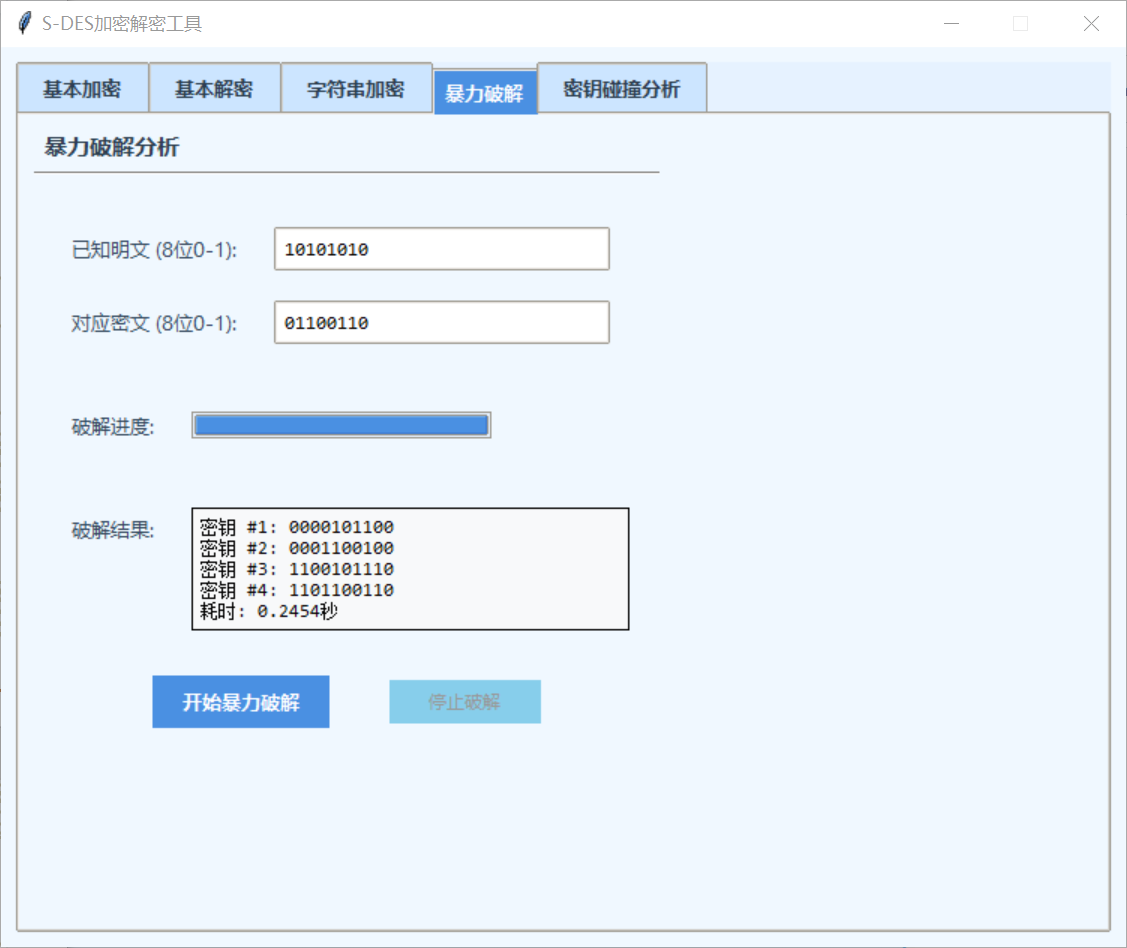 S-DES加密解密工具
基本加密 基本解密 字符串加密 暴力破解 密钥碰撞分析
暴力破解分析
已知明文 (8位0-1): 10101010
对应密文 (8位0-1): 01100110
破解进度:
破解结果:
密钥 #1: 0000101100
密钥 #2: 0001100100
密钥 #3: 1100101110
密钥 #4: 1101100110
耗时: 0.2454秒
开始暴力破解 停止破解